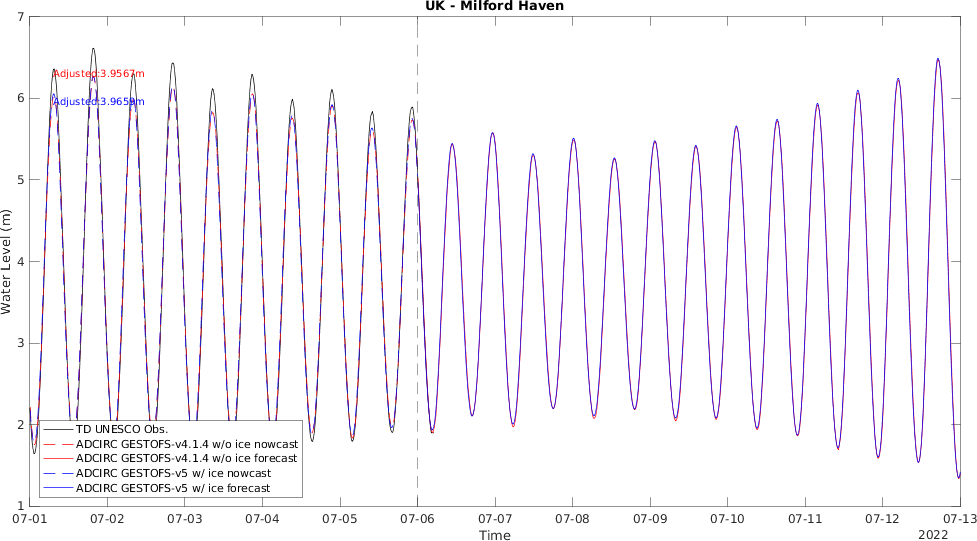 UK - Milford Haven
7
6
5
4
3
2
1
Water Level (m)
Adjusted:3.9567m
Adjusted:3.9659m
TD UNESCO Obs.
ADCIRC GESTOFS-v4.1.4 w/o ice nowcast
ADCIRC GESTOFS-v4.1.4 w/o ice forecast
ADCIRC GESTOFS-v5 w/ ice nowcast
ADCIRC GESTOFS-v5 w/ ice forecast
07-01 07-02 07-03 07-04 07-05 07-06 07-07 07-08 07-09 07-10 07-11 07-12 07-13
Time
2022